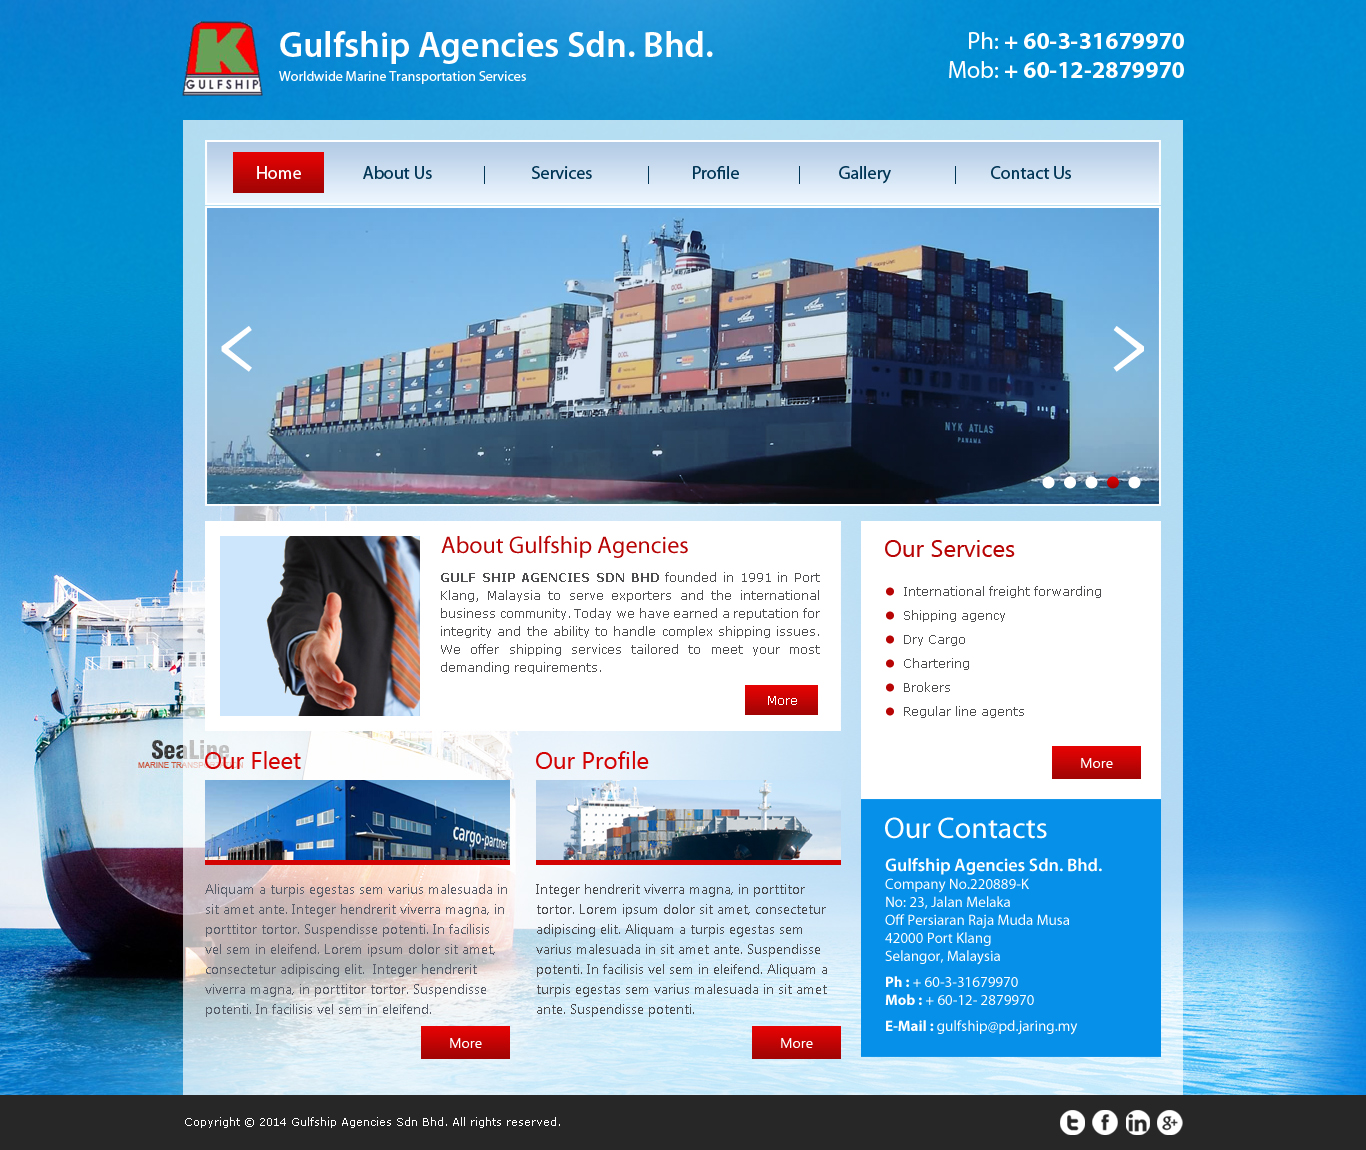 K
GULFSHIP
Gulfship Agencies Sdn. Bhd.
Worldwide Marine Transportation Services
Ph: + 60-3-31679970
Mob: + 60-12-2879970
Home
About Us
Services
Profile
Gallery
Contact Us
NYK ATLAS
PANAMA
About Gulfship Agencies
GULF SHIP AGENCIES SDN BHD founded in 1991 in Port
Klang, Malaysia to serve exporters and the international
business community. Today we have earned a reputation for
integrity and the ability to handle complex shipping issues.
We offer shipping services tailored to meet your most
demanding requirements.
More
Our Services
International freight forwarding
Shipping agency
Dry Cargo
Chartering
Brokers
Regular line agents
More
SeaLine
MARINE TRANSP
Our Fleet
cargo-partner
Aliquam a turpis egestas sem varius malesuada in
sit amet ante. Integer hendrerit viverra magna, in
porttitor tortor. Suspendisse potenti. In facilisis
vel sem in eleifend. Lorem ipsum dolor sit amet,
consectetur adipiscing elit.  Integer hendrerit
viverra magna, in porttitor tortor. Suspendisse
potenti. In facilisis vel sem in eleifend.
More
Our Profile
Integer hendrerit viverra magna, in porttitor
tortor. Lorem ipsum dolor sit amet, consectetur
adipiscing elit. Aliquam a turpis egestas sem
varius malesuada in sit amet ante. Suspendisse
potenti. In facilisis vel sem in eleifend. Aliquam a
turpis egestas sem varius malesuada in sit amet
ante. Suspendisse potenti.
More
Our Contacts
Gulfship Agencies Sdn. Bhd.
Company No.220889-K
No: 23, Jalan Melaka
Off Persiaran Raja Muda Musa
42000 Port Klang
Selangor, Malaysia
Ph : + 60-3-31679970
Mob : + 60-12- 2879970
E-Mail : gulfship@pd.jaring.my
Copyright © 2014 Gulfship Agencies Sdn Bhd. All rights reserved.